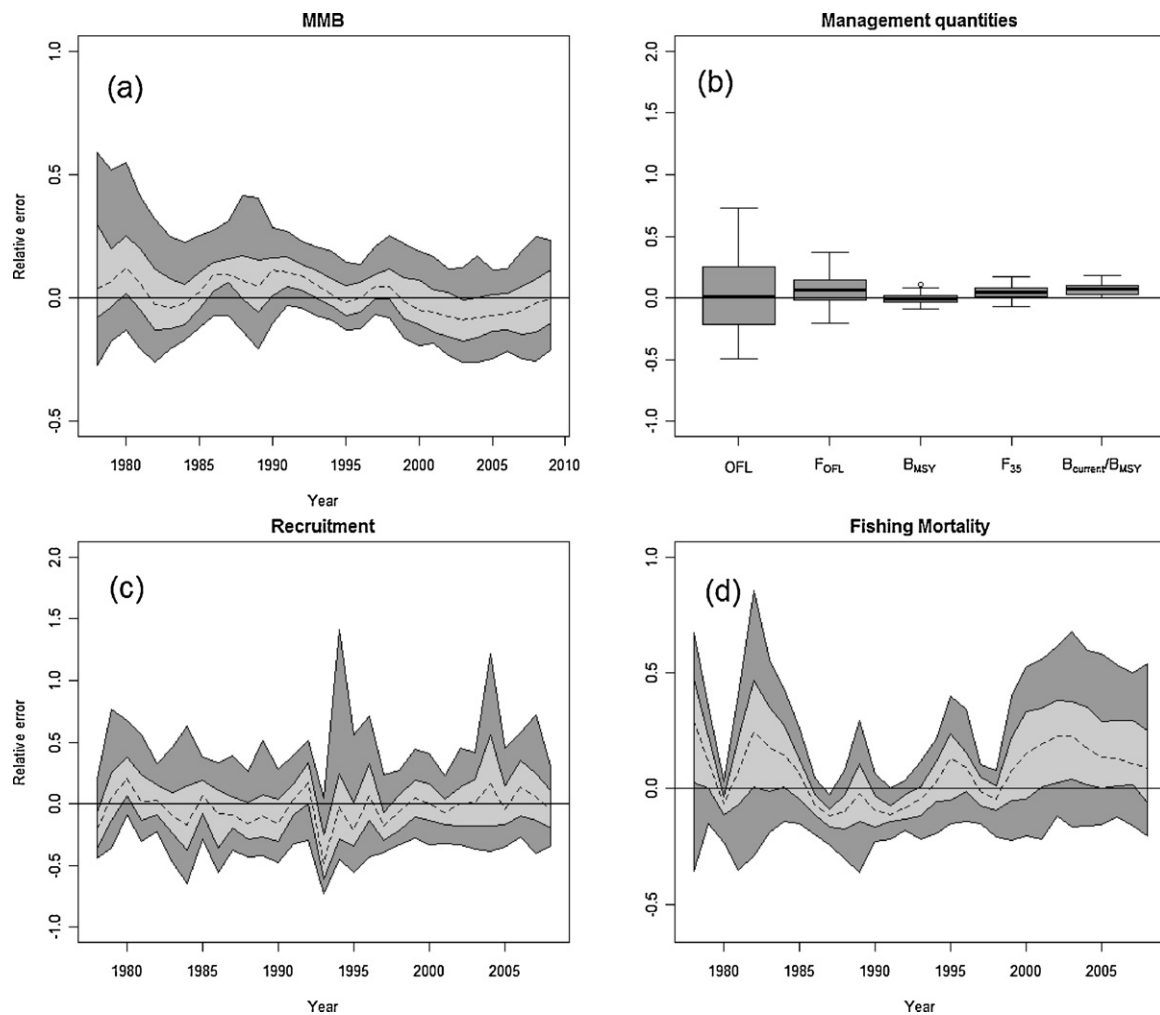 MMB
(a)
Relative error
1.0
0.5
0.0
-0.5
1980 1985 1990 1995 2000 2005 2010
Year
Management quantities
(b)
2.0
1.5
1.0
0.5
0.0
-0.5
-1.0
OFL FOFL BMSY F35 Bcurrent/BMSY
Recruitment
(c)
Relative error
2.0
1.5
1.0
0.5
0.0
-0.5
-1.0
1980 1985 1990 1995 2000 2005
Year
Fishing Mortality
(d)
1.0
0.5
0.0
-0.5
1980 1985 1990 1995 2000 2005
Year